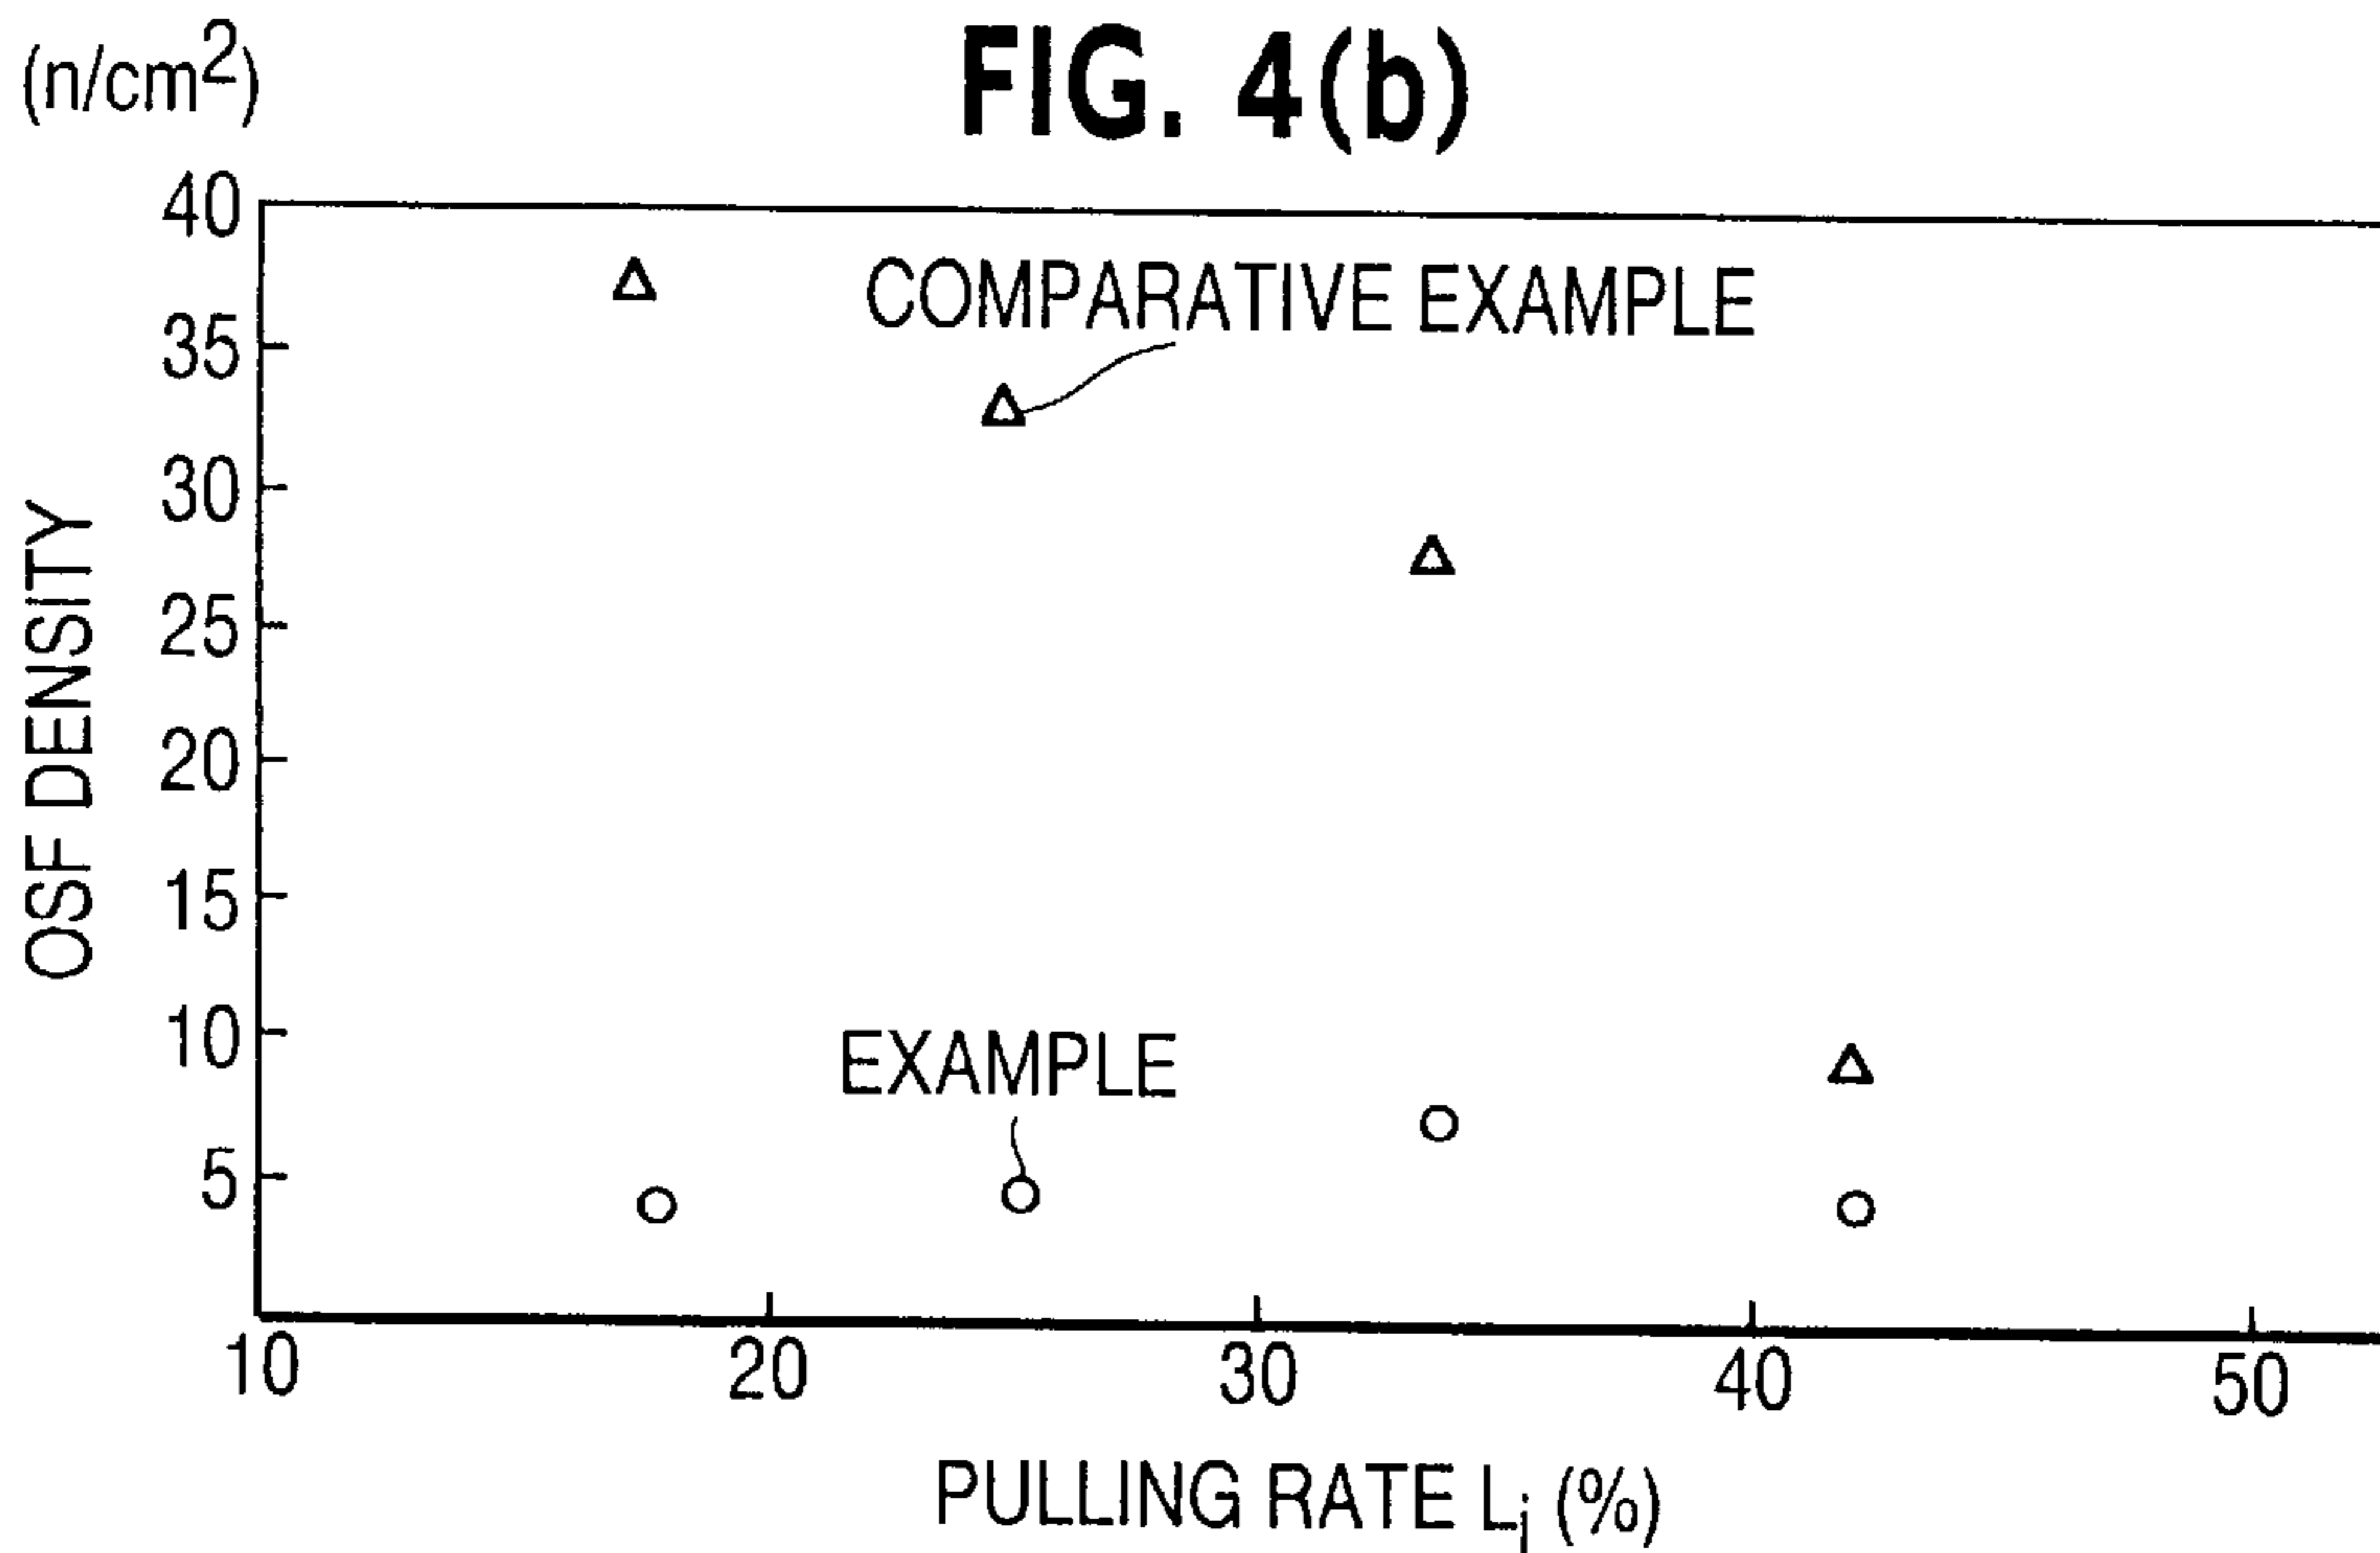 (n/cm2)
FIG. 4(b)
40
35
30
25
20
15
10
5
OSF DENSITY
COMPARATIVE EXAMPLE
EXAMPLE
10 20 30 40 50
PULLING RATE Li (%)